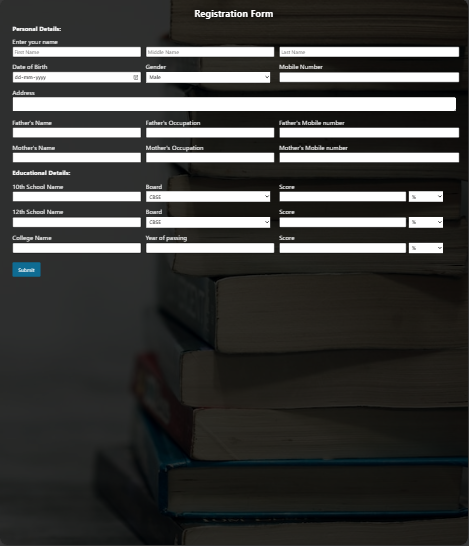 Registration Form
Personal Details:
Enter your name
First Name Middle Name Last Name
Date of Birth Gender Mobile Number
dd-mm-yyyy Male
Address
Father's Name Father's Occupation Father's Mobile number
Mother's Name Mother's Occupation Mother's Mobile number
Educational Details:
10th School Name Board Score
CBSE %
12th School Name Board Score
CBSE %
College Name Year of passing Score
%
Submit